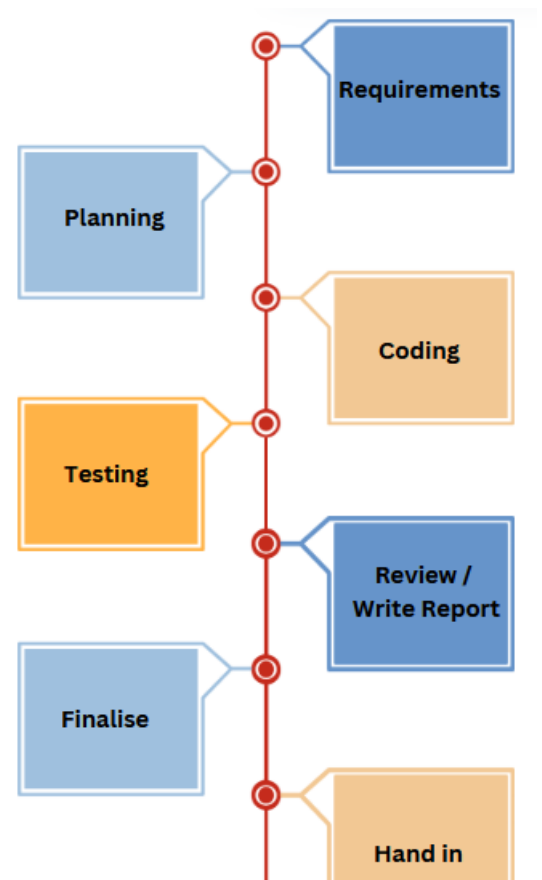 Requirements
Planning
Coding
Testing
Review /
Write Report
Finalise
Hand in